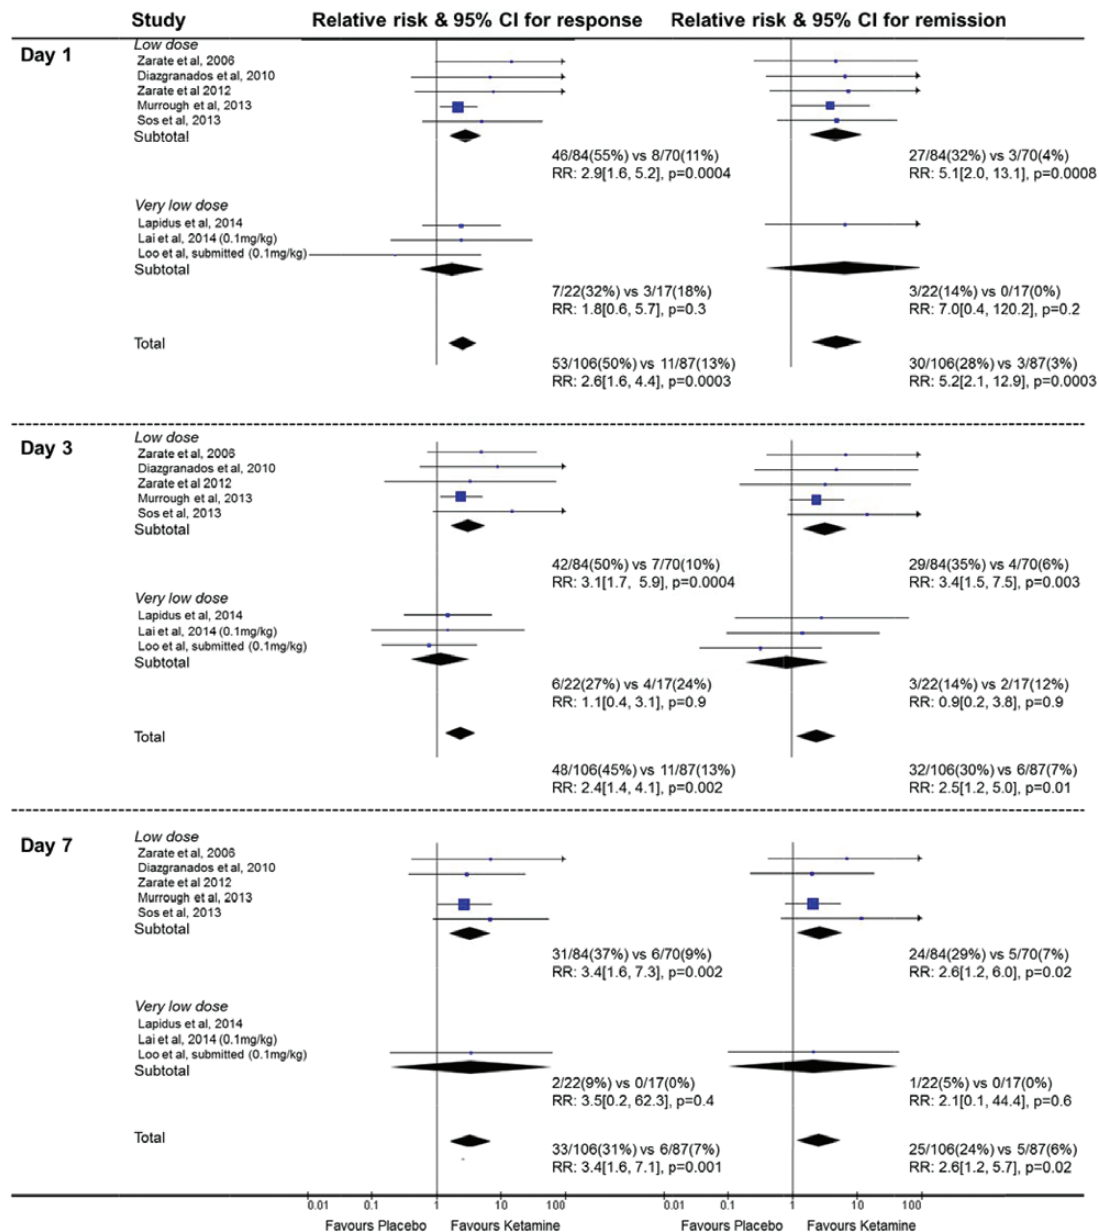 Study Relative risk & 95% CI for response Relative risk & 95% CI for remission
Day 1
Low dose
Zarate et al, 2006
Diazgranados et al, 2010
Zarate et al 2012
Murrough et al, 2013
Sos et al, 2013
Subtotal
46/84(55%) vs 8/70(11%) 27/84(32%) vs 3/70(4%)
RR: 2.9[1.6, 5.2), p=0.0004 RR: 5.1[2.0, 13.1), p=0.0008
Very low dose
Lapidus et al, 2014
Lai et al, 2014 (0.1mg/kg)
Loo et al, submitted (0.1mg/kg)
Subtotal
7/22(32%) vs 3/17(18%) 3/22(14%) vs 0/17(0%)
RR: 1.8[0.6, 5.7), p=0.3 RR: 7.0[0.4, 120.2), p=0.2
Total
53/106(50%) vs 11/87(13%) 30/106(28%) vs 3/87(3%)
RR: 2.6[1.6, 4.4), p=0.0003 RR: 5.2[2.1, 12.9), p=0.0003
Day 3
Low dose
Zarate et al, 2006
Diazgranados et al, 2010
Zarate et al 2012
Murrough et al, 2013
Sos et al, 2013
Subtotal
42/84(50%) vs 7/70(10%) 29/84(35%) vs 4/70(6%)
RR: 3.1[1.7, 5.9), p=0.0004 RR: 3.4[1.5, 7.5), p=0.003
Very low dose
Lapidus et al, 2014
Lai et al, 2014 (0.1mg/kg)
Loo et al, submitted (0.1mg/kg)
Subtotal
6/22(27%) vs 4/17(24%) 3/22(14%) vs 2/17(12%)
RR: 1.1[0.4, 3.1), p=0.9 RR: 0.9[0.2, 3.8), p=0.9
Total
48/106(45%) vs 11/87(13%) 32/106(30%) vs 6/87(7%)
RR: 2.4[1.4, 4.1), p=0.002 RR: 2.5[1.2, 5.0), p=0.01
Day 7
Low dose
Zarate et al, 2006
Diazgranados et al, 2010
Zarate et al 2012
Murrough et al, 2013
Sos et al, 2013
Subtotal
31/84(37%) vs 6/70(9%) 24/84(29%) vs 5/70(7%)
RR: 3.4[1.6, 7.3), p=0.002 RR: 2.6[1.2, 6.0), p=0.02
Very low dose
Lapidus et al, 2014
Lai et al, 2014 (0.1mg/kg)
Loo et al, submitted (0.1mg/kg)
Subtotal
2/22(9%) vs 0/17(0%) 1/22(5%) vs 0/17(0%)
RR: 3.5[0.2, 62.3), p=0.4 RR: 2.1[0.1, 44.4), p=0.6
Total
33/106(31%) vs 6/87(7%) 25/106(24%) vs 5/87(6%)
RR: 3.4[1.6, 7.1), p=0.001 RR: 2.6[1.2, 5.7), p=0.02
0.01 0.1 1 10 100 0.01 0.1 1 10 100
Favours Placebo Favours Ketamine Favours Placebo Favours Ketamine